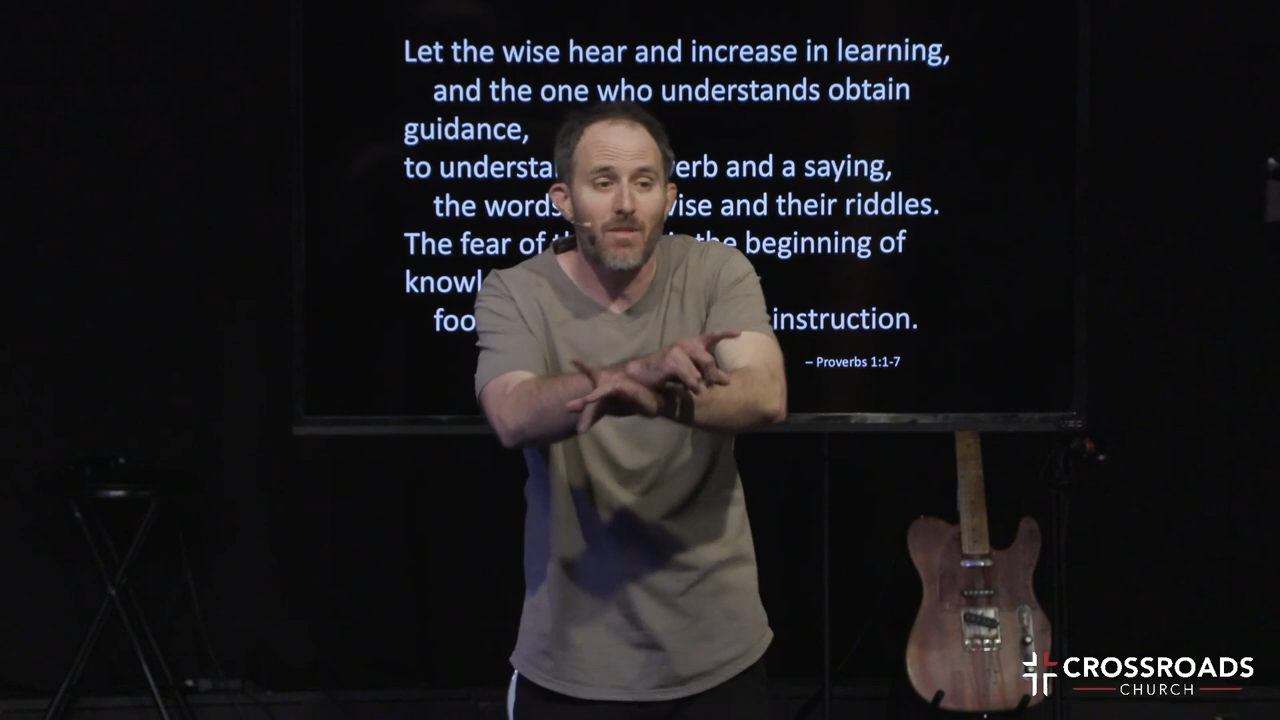 Let the wise hear and increase in learning,
and the one who understands obtain
guidance,
to understa erb and a saying,
the words wise and their riddles.
The fear of the beginning of
knowl
foo instruction.
– Proverbs 1:1-7
CROSSROADS
CHURCH